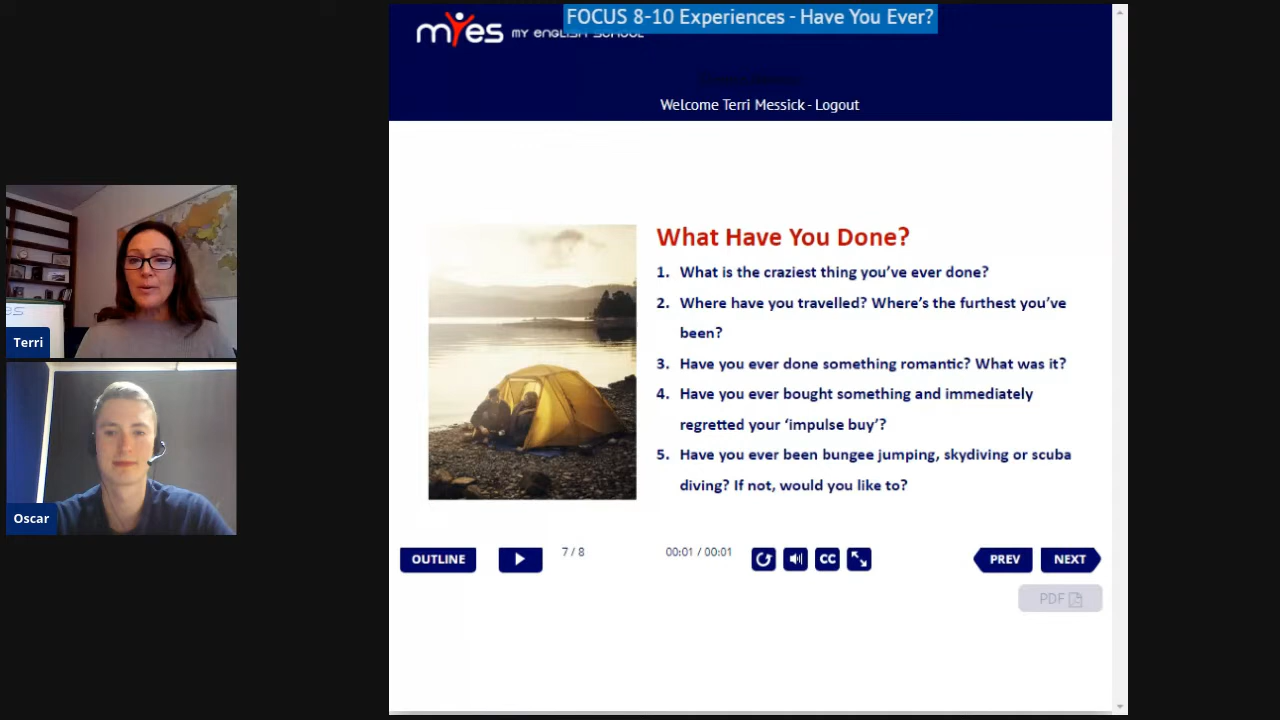 FOCUS 8-10 Experiences - Have You Ever?
myes MY ENGLISH SCHOOL
Welcome Terri Messick - Logout
What Have You Done?
1. What is the craziest thing you've ever done?
2. Where have you travelled? Where's the furthest you've
been?
3. Have you ever done something romantic? What was it?
4. Have you ever bought something and immediately
regretted your 'impulse buy'?
5. Have you ever been bungee jumping, skydiving or scuba
diving? If not, would you like to?
Terri
Oscar
OUTLINE
7 / 8
00:01 / 00:01
CC
PREV
NEXT
PDF